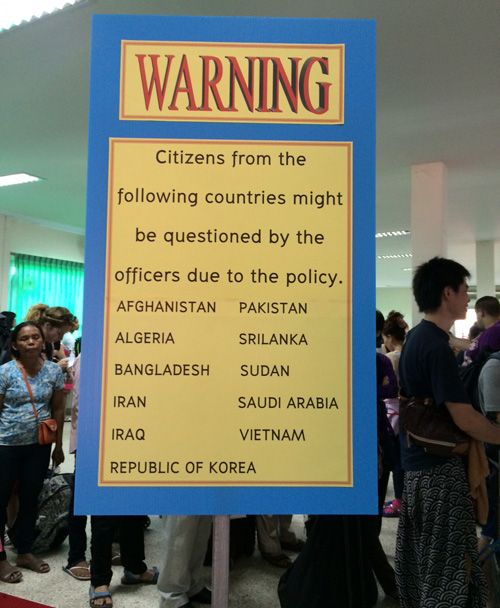 WARNING
Citizens from the
following countries might
be questioned by the
officers due to the policy.
AFGHANISTAN PAKISTAN
ALGERIA SRILANKA
BANGLADESH SUDAN
IRAN SAUDI ARABIA
IRAQ VIETNAM
REPUBLIC OF KOREA